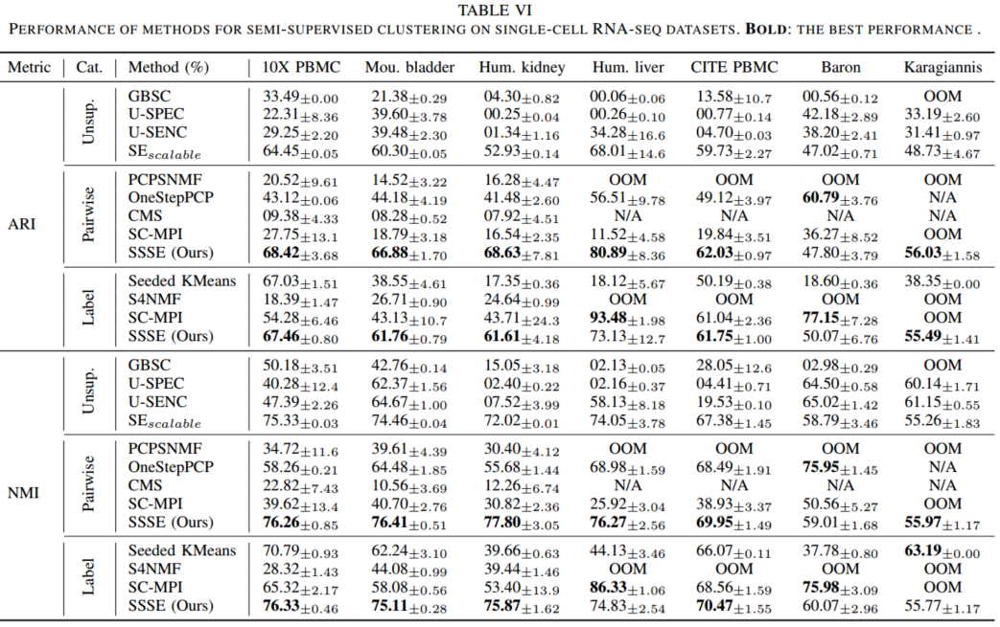 TABLE VI
PERFORMANCE OF METHODS FOR SEMI-SUPERVISED CLUSTERING ON SINGLE-CELL RNA-SEQ DATASETS. BOLD: THE BEST PERFORMANCE .
Metric Cat. Method (%) 10X PBMC Mou. bladder Hum. kidney Hum. liver CITE PBMC Baron Karagiannis
ARI
Unsup.
GBSC 33.49±0.00 21.38±0.29 04.30±0.82 00.06±0.06 13.58±10.7 00.56±0.12 OOM
U-SPEC 22.31±8.36 39.60±3.78 00.25±0.04 00.26±0.10 00.77±0.14 42.18±2.89 33.19±2.60
U-SENC 29.25±2.20 39.48±2.30 01.34±1.16 34.28±16.6 04.70±0.03 38.20±2.41 31.41±0.97
SEscalable 64.45±0.05 60.30±0.05 52.93±0.14 68.01±14.6 59.73±2.27 47.02±0.71 48.73±4.67
Pairwise
PCPSNMF 20.52±9.61 14.52±3.22 16.28±4.47 OOM OOM OOM OOM
OneStepPCP 43.12±0.06 44.18±4.19 41.48±2.60 56.51±9.78 49.12±3.97 60.79±3.76 N/A
CMS 09.38±4.33 08.28±0.52 07.92±4.51 N/A N/A N/A N/A
SC-MPI 27.75±13.1 18.79±3.18 16.54±2.35 11.52±4.58 19.84±3.51 36.27±8.52 OOM
SSSE (Ours) 68.42±3.68 66.88±1.70 68.63±7.81 80.89±8.36 62.03±0.97 47.80±3.79 56.03±1.58
Label
Seeded KMeans 67.03±1.51 38.55±4.61 17.35±0.36 18.12±5.67 50.19±0.38 18.60±0.36 38.35±0.00
S4NMF 18.39±1.47 26.71±0.90 24.64±0.99 OOM OOM OOM OOM
SC-MPI 54.28±6.46 43.13±10.7 43.71±24.3 93.48±1.98 61.04±2.36 77.15±7.28 OOM
SSSE (Ours) 67.46±0.80 61.76±0.79 61.61±4.18 73.13±12.7 61.75±1.00 50.07±6.76 55.49±1.41
NMI
Unsup.
GBSC 50.18±3.51 42.76±0.14 15.05±3.18 02.13±0.05 28.05±12.6 02.98±0.29 OOM
U-SPEC 40.28±12.4 62.37±1.56 02.40±0.22 02.16±0.37 04.41±0.71 64.50±0.58 60.14±1.71
U-SENC 47.39±2.26 64.67±1.00 07.52±3.99 58.13±8.18 19.53±0.10 65.02±1.42 61.15±0.55
SEscalable 75.33±0.03 74.46±0.04 72.02±0.01 74.05±3.78 67.38±1.45 58.79±3.46 55.26±1.83
Pairwise
PCPSNMF 34.72±11.6 39.61±4.39 30.40±4.12 OOM OOM OOM OOM
OneStepPCP 58.26±0.21 64.48±1.85 55.68±1.44 68.98±1.59 68.49±1.91 75.95±1.45 N/A
CMS 22.82±7.43 10.56±3.69 12.26±6.74 N/A N/A N/A N/A
SC-MPI 39.62±13.4 40.70±2.76 30.82±2.36 25.92±3.04 38.93±3.37 50.56±5.27 OOM
SSSE (Ours) 76.26±0.85 76.41±0.51 77.80±3.05 76.27±2.56 69.95±1.49 59.01±1.68 55.97±1.17
Label
Seeded KMeans 70.79±0.93 62.24±3.10 39.66±0.63 44.13±3.46 66.07±0.11 37.78±0.80 63.19±0.00
S4NMF 28.32±1.43 44.08±0.99 39.44±1.46 OOM OOM OOM OOM
SC-MPI 65.32±2.17 58.08±0.56 53.40±13.9 86.33±1.06 68.56±1.59 75.98±3.09 OOM
SSSE (Ours) 76.33±0.46 75.11±0.28 75.87±1.62 74.83±2.54 70.47±1.55 60.07±2.96 55.77±1.17